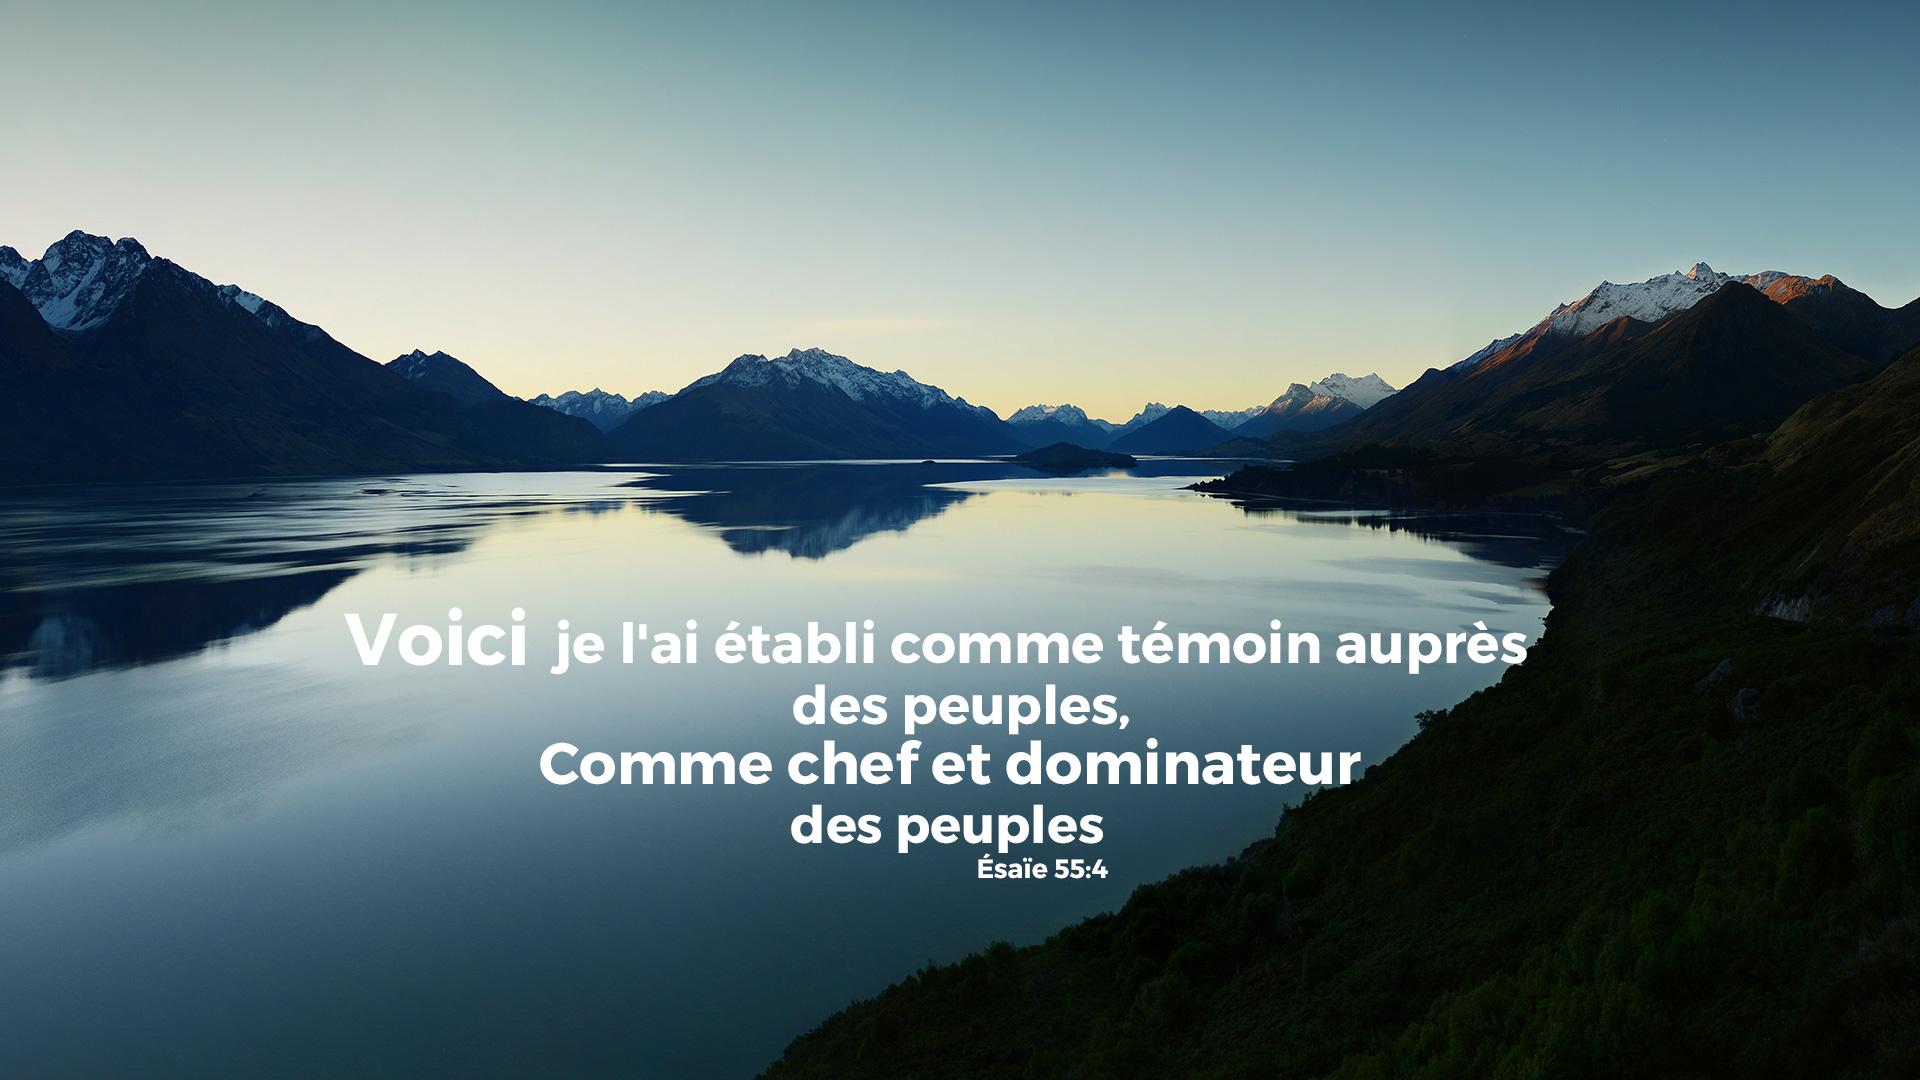 Voici je l'ai établi comme témoin auprès
des peuples,
Comme chef et dominateur
des peuples
Ésaïe 55:4